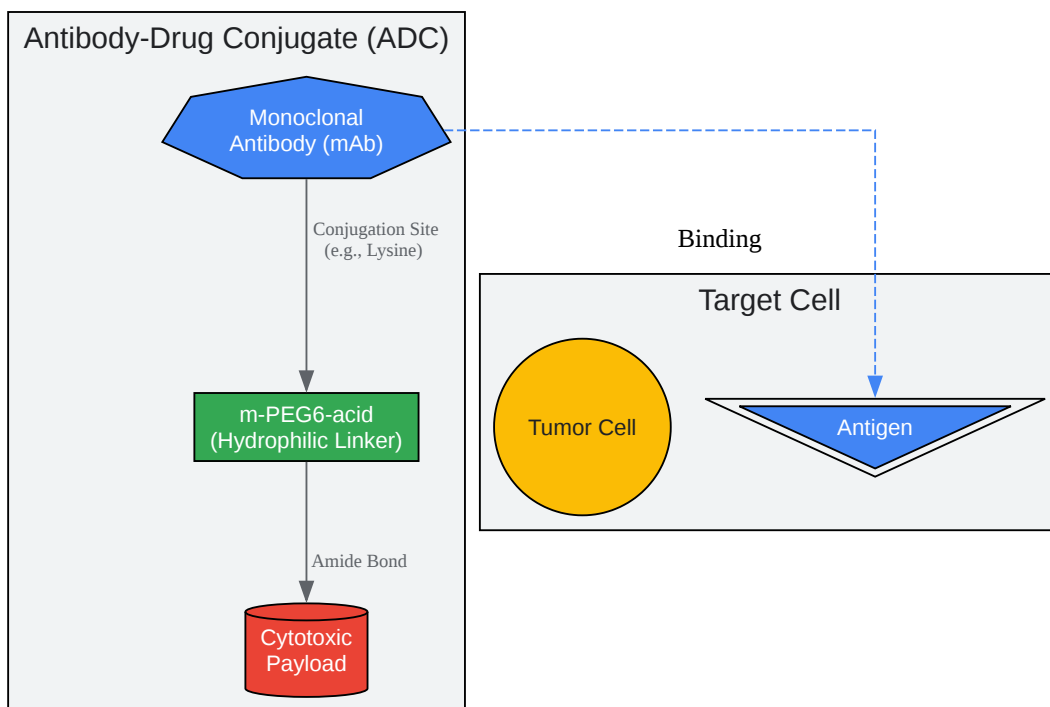 Antibody-Drug Conjugate (ADC)
Monoclonal
Antibody (mAb)
Conjugation Site
(e.g., Lysine)
m-PEG6-acid
(Hydrophilic Linker)
Amide Bond
Cytotoxic
Payload
Binding
Target Cell
Tumor Cell
Antigen